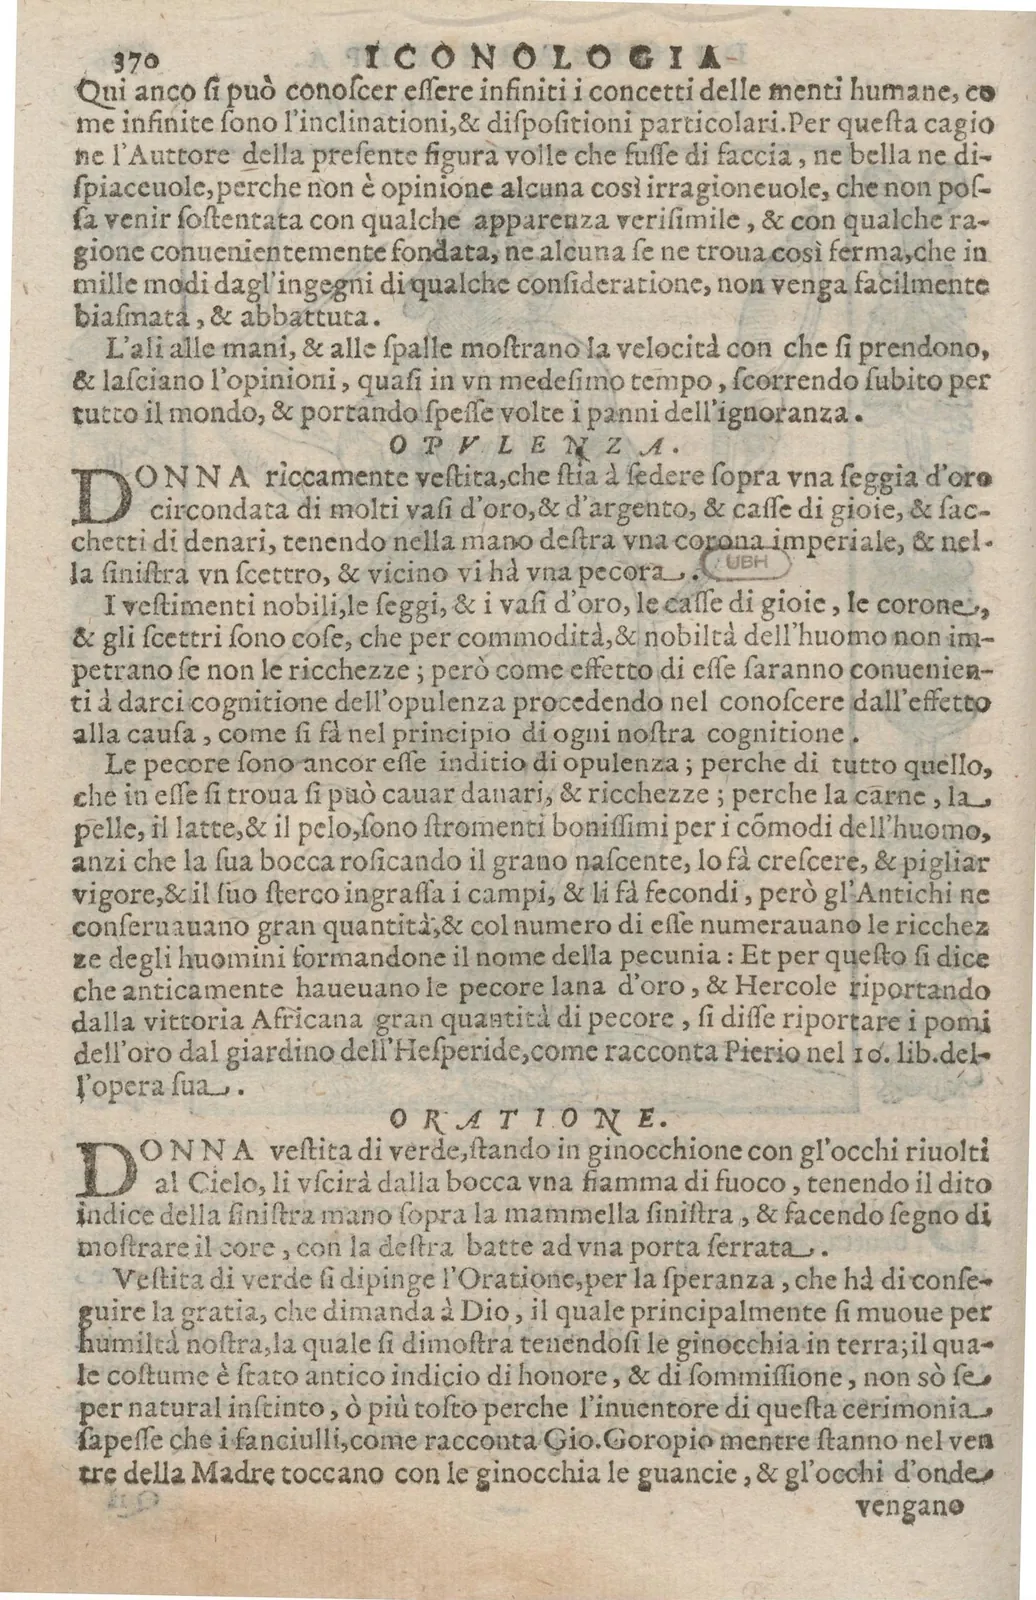 370 ICONOLOGIA
Qui anco ſi può conoſcer eſſere infiniti i concetti delle menti humane, co
me infinite ſono l'inclinationi,& diſpoſitioni particolari.Per queſta cagio
ne l'Auttore della preſente figura volle che fuſſe di faccia, ne bella ne di-
ſpiaceuole,perche non è opinione alcuna così irragioneuole, che non poſ-
ſa venir ſoſtentata con qualche apparenza veriſimile, & con qualche ra-
gione conuenientemente fondata, ne alcuna ſe ne troua così ferma,che in
mille modi dagl'ingegni di qualche conſideratione, non venga facilmente
biaſmata, & abbattuta.
L'ali alle mani, & alle ſpalle moſtrano la velocità con che ſi prendono,
& laſciano l'opinioni, quaſi in vn medeſimo tempo, ſcorrendo ſubito per
tutto il mondo, & portando ſpeſſe volte i panni dell'ignoranza.
OPVLENZA.
DONNA riccamente veſtita,che ſtia à ſedere ſopra vna ſeggia d'oro
circondata di molti vaſi d'oro,& d'argento, & caſſe di gioie, & ſac-
chetti di denari, tenendo nella mano deſtra vna corona imperiale, & nel-
la ſiniſtra vn ſcettro, & vicino vi hà vna pecora.
UBH
I veſtimenti nobili,le ſeggi, & i vaſi d'oro, le caſſe di gioie, le corone,
& gli ſcettri ſono coſe, che per commodità,& nobiltà dell'huomo non im-
petrano ſe non le ricchezze; però come effetto di eſſe ſaranno conuenien-
ti à darci cognitione dell'opulenza procedendo nel conoſcere dall'effetto
alla cauſa, come ſi fà nel principio di ogni noſtra cognitione.
Le pecore ſono ancor eſſe inditio di opulenza; perche di tutto quello,
che in eſſe ſi troua ſi può cauar danari, & ricchezze; perche la carne, la
pelle, il latte,& il pelo,ſono ſtromenti boniſſimi per i cõmodi dell'huomo,
anzi che la ſua bocca roſicando il grano naſcente, lo fà creſcere, & pigliar
vigore,& il ſuo ſterco ingraſſa i campi, & li fà fecondi, però gl'Antichi ne
conſeruauano gran quantità,& col numero di eſſe numerauano le ricchez
ze degli huomini formandone il nome della pecunia: Et per queſto ſi dice
che anticamente haueuano le pecore lana d'oro, & Hercole riportando
dalla vittoria Africana gran quantità di pecore, ſi diſſe riportare i pomi
dell'oro dal giardino dell'Heſperide,come racconta Pierio nel 10. lib.del-
l'opera ſua.
ORATIONE.
DONNA veſtita di verde,ſtando in ginocchione con gl'occhi riuolti
al Cielo, li vſcirà dalla bocca vna fiamma di fuoco, tenendo il dito
indice della ſiniſtra mano ſopra la mammella ſiniſtra, & facendo ſegno di
moſtrare il core, con la deſtra batte ad vna porta ſerrata.
Veſtita di verde ſi dipinge l'Oratione,per la ſperanza, che hà di conſe-
guire la gratia, che dimanda à Dio, il quale principalmente ſi muoue per
humiltà noſtra,la quale ſi dimoſtra tenendoſi le ginocchia in terra;il qua-
le coſtume è ſtato antico indicio di honore, & di ſommiſſione, non sò ſe
per natural inſtinto, ò più toſto perche l'inuentore di queſta cerimonia
ſapeſſe che i fanciulli,come racconta Gio.Goropio mentre ſtanno nel ven
tre della Madre toccano con le ginocchia le guancie, & gl'occhi d'onde
vengano